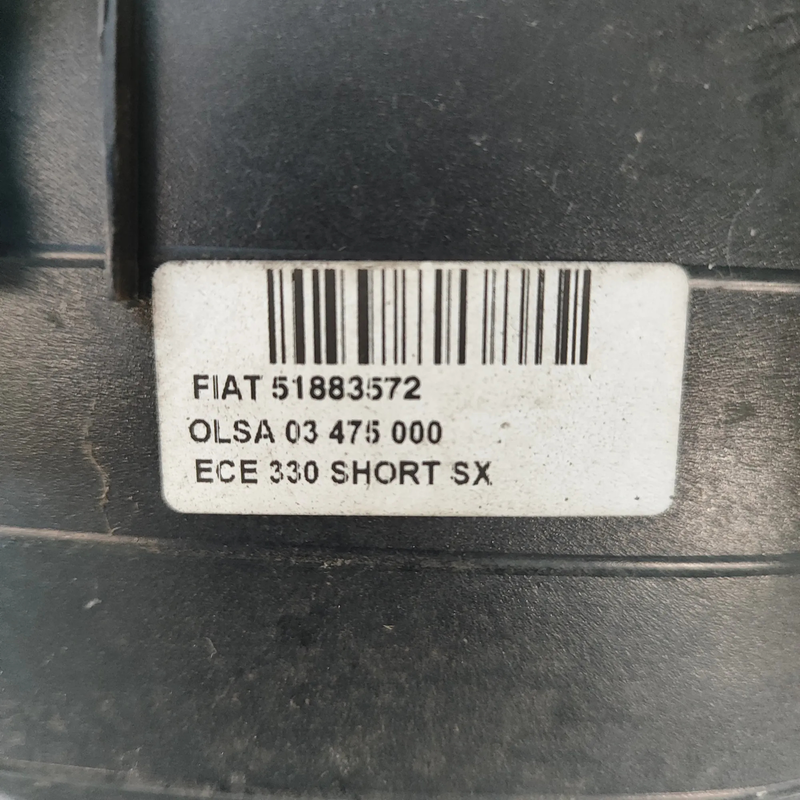 FIAT 51883572
OLSA 03 475 000
ECE 330 SHORT SX